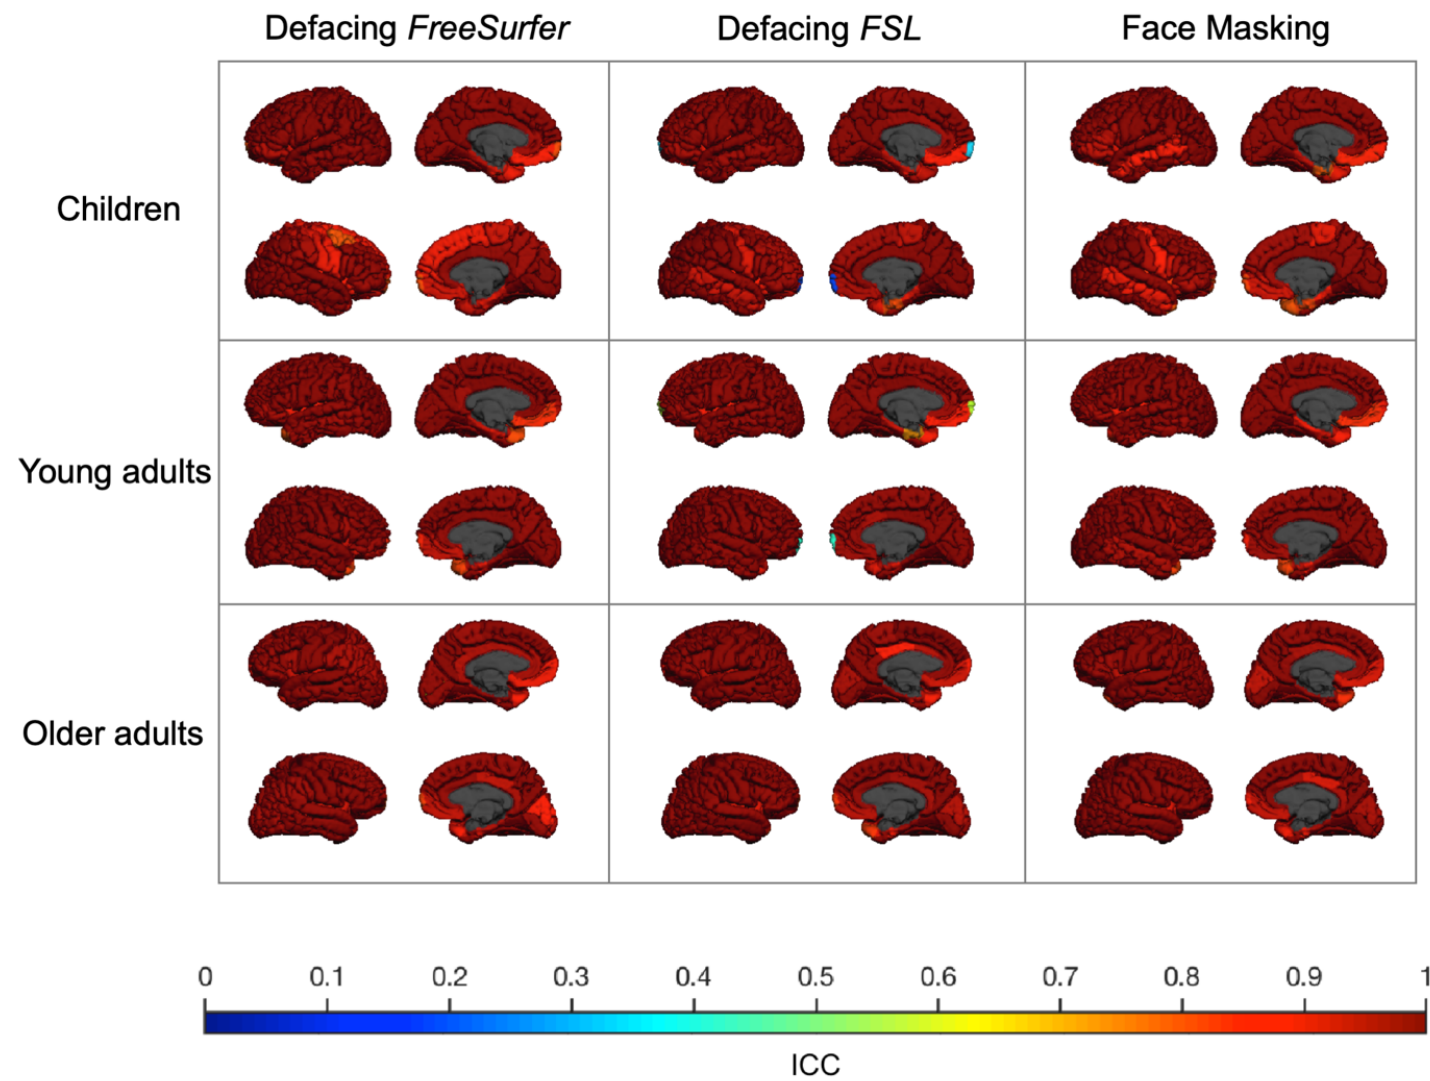 Defacing FreeSurfer
Defacing FSL
Face Masking
Children
Young adults
Older adults
0 0.1 0.2 0.3 0.4 0.5 0.6 0.7 0.8 0.9 1
ICC